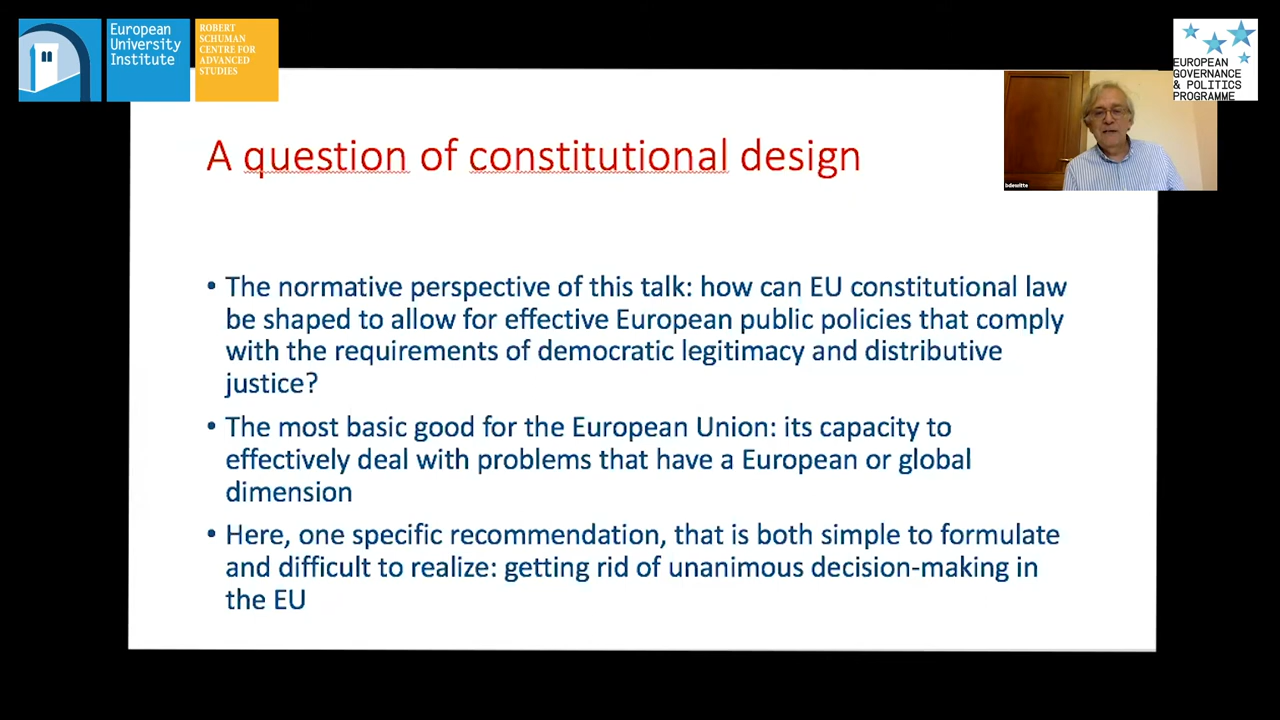 European
University
Institute
ROBERT
SCHUMAN
CENTRE FOR
ADVANCED
STUDIES
EUROPEAN
GOVERNANCE
& POLITICS
PROGRAMME
bdewitte
A question of constitutional design
• The normative perspective of this talk: how can EU constitutional law
be shaped to allow for effective European public policies that comply
with the requirements of democratic legitimacy and distributive
justice?
• The most basic good for the European Union: its capacity to
effectively deal with problems that have a European or global
dimension
• Here, one specific recommendation, that is both simple to formulate
and difficult to realize: getting rid of unanimous decision-making in
the EU